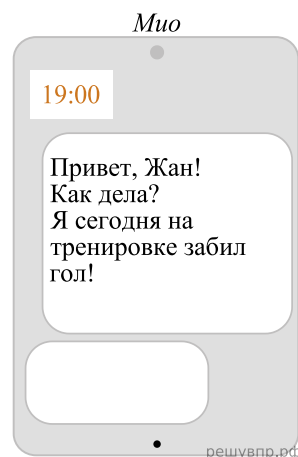 Мио
19:00
Привет, Жан!
Как дела?
Я сегодня на
тренировке забил
гол!
решувпр.рф